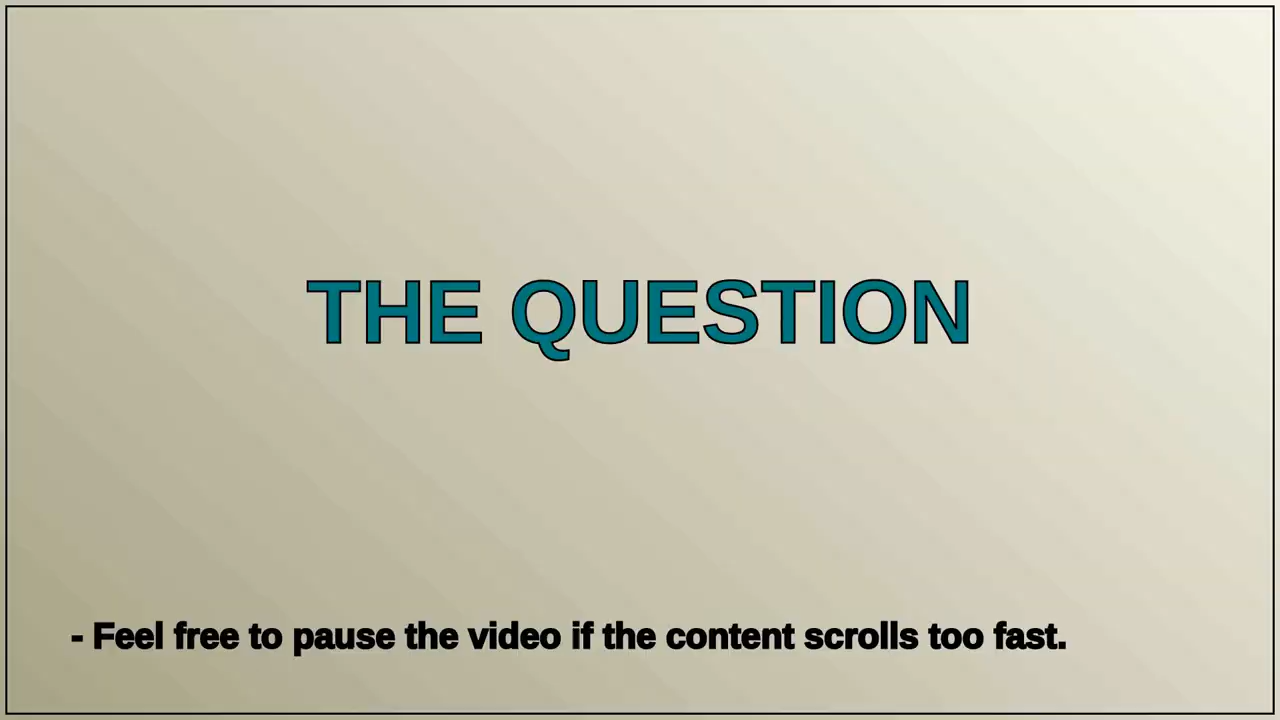 THE QUESTION
- Feel free to pause the video if the content scrolls too fast.